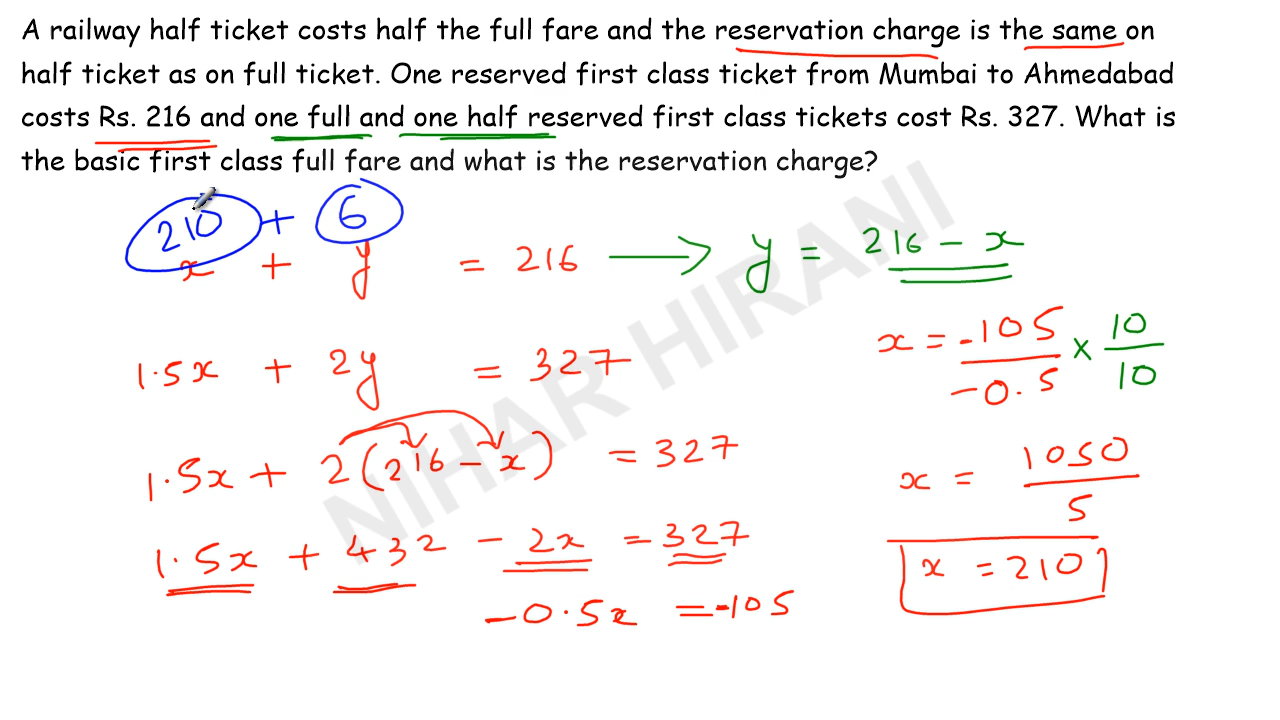 A railway half ticket costs half the full fare and the reservation charge is the same on
half ticket as on full ticket. One reserved first class ticket from Mumbai to Ahmedabad
costs Rs. 216 and one full and one half reserved first class tickets cost Rs. 327. What is
the basic first class full fare and what is the reservation charge?
210 + 6
x + y = 216 → y = 216 - x
x = -105/-0.5 × 10/10
1.5x + 2y = 327
1.5x + 2(216 - x) = 327
x = 1050/5
1.5x + 432 - 2x = 327
x = 210
-0.5x = -105
NIHAR HIRANI